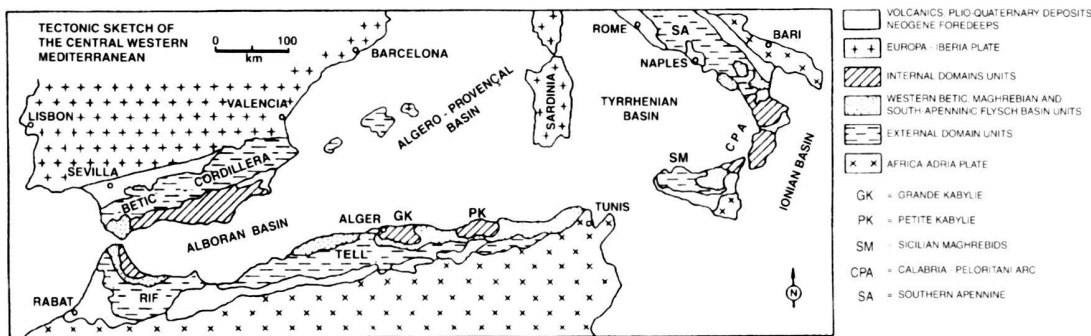 TECTONIC SKETCH OF
THE CENTRAL WESTERN
MEDITERRANEAN
0 100
km
BARCELONA
VALENCIA
LISBON
SEVILLA
BETIC CORDILLERA
ALBORAN BASIN
ALGERO - PROVENÇAL
BASIN
SARDINIA
ROME
SA
BARI
NAPLES
TYRRHENIAN
BASIN
CPA
SM
IONIAN BASIN
ALGER
GK
PK
TUNIS
TELL
RIF
RABAT
N
VOLCANICS, PLIO-QUATERNARY DEPOSITS
NEOGENE FOREDEEPS
EUROPA - IBERIA PLATE
INTERNAL DOMAINS UNITS
WESTERN BETIC, MAGHREBIAN AND
SOUTH-APENNINIC FLYSCH BASIN UNITS
EXTERNAL DOMAIN UNITS
AFRICA ADRIA PLATE
GK = GRANDE KABYLIE
PK = PETITE KABYLIE
SM = SICILIAN MAGHREBIDS
CPA = CALABRIA - PELORITANI ARC
SA = SOUTHERN APENNINE